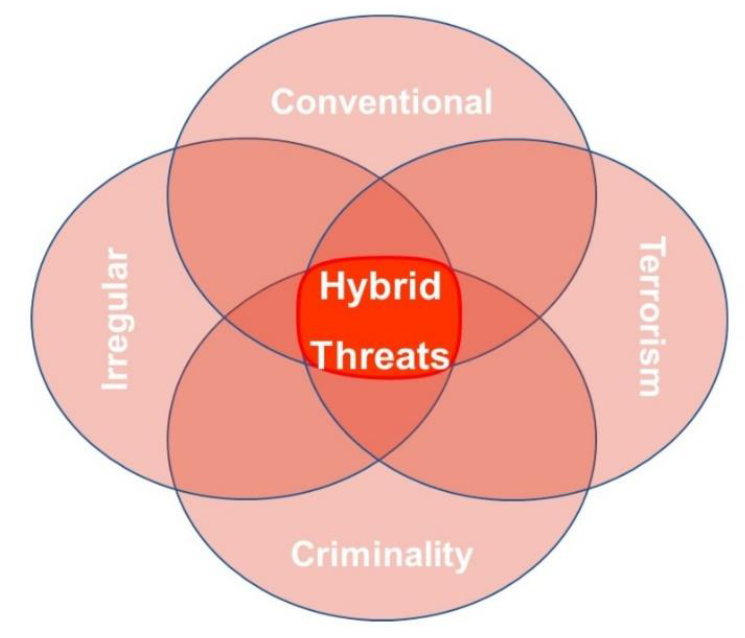 Conventional
Irregular
Hybrid
Threats
Terrorism
Criminality